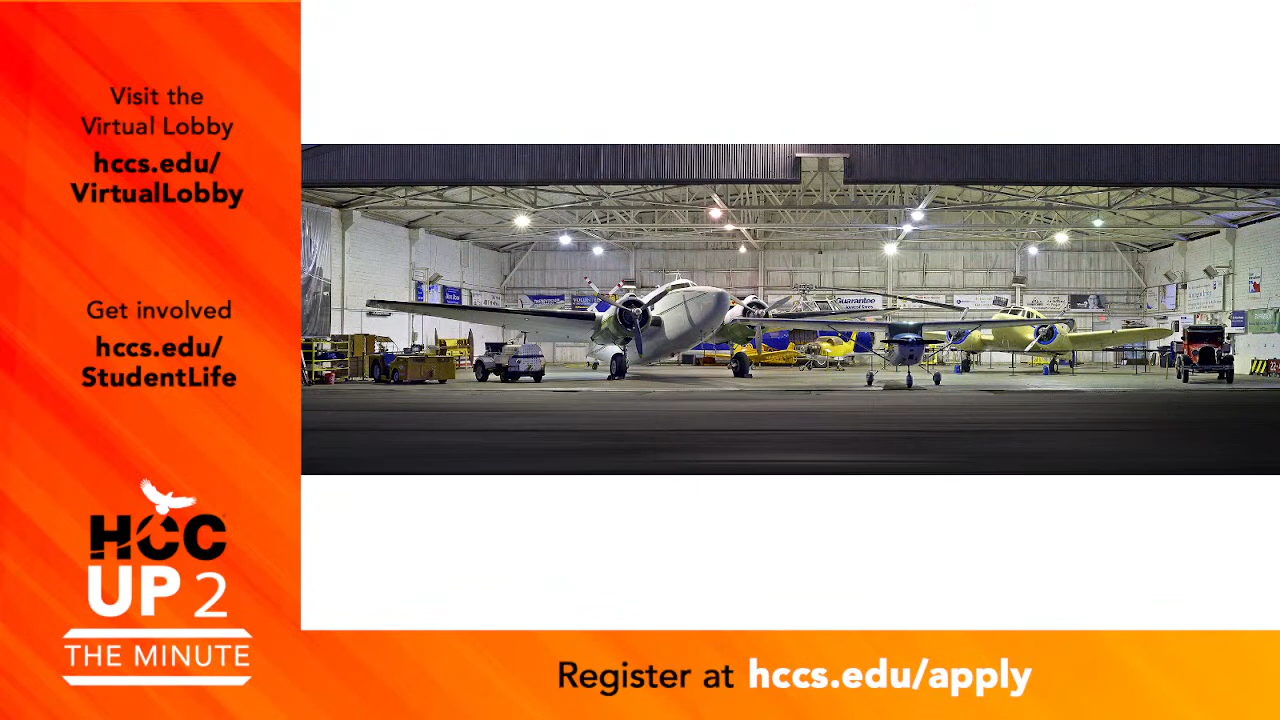 Visit the
Virtual Lobby
hccs.edu/
VirtualLobby
Get involved
hccs.edu/
StudentLife
HCC
UP 2
THE MINUTE
Guarantee
Register at hccs.edu/apply